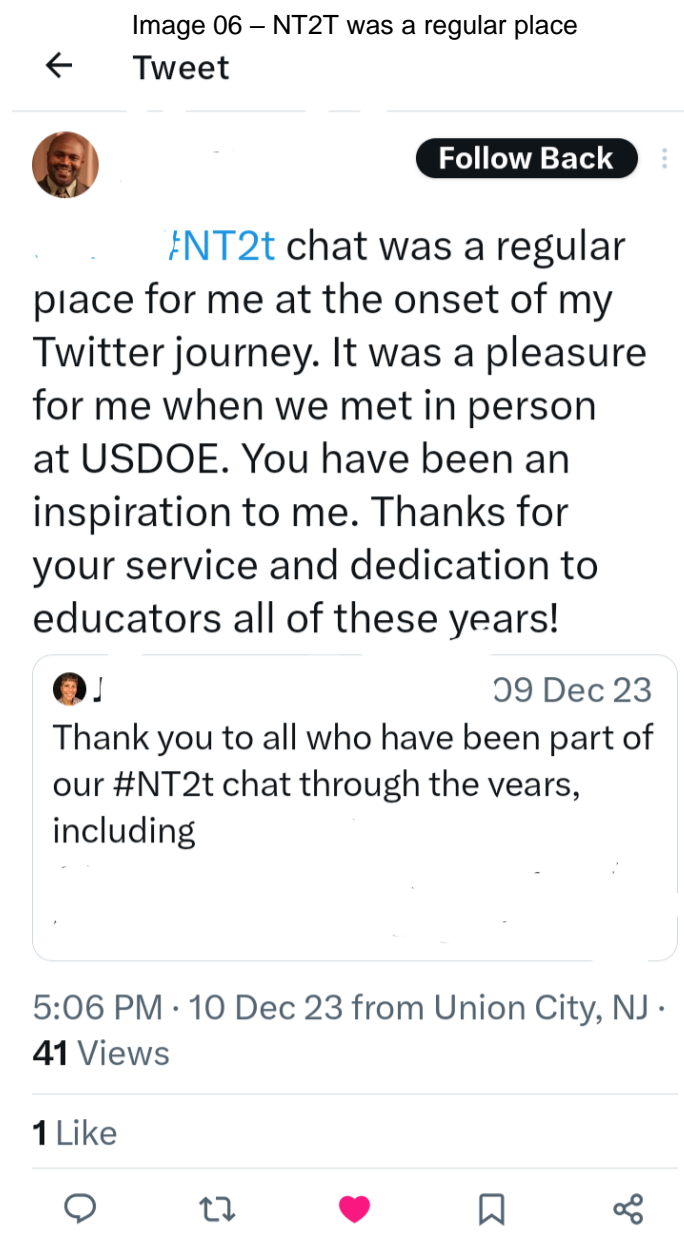 Image 06 – NT2T was a regular place
Tweet
Follow Back
#NT2t chat was a regular
place for me at the onset of my
Twitter journey. It was a pleasure
for me when we met in person
at USDOE. You have been an
inspiration to me. Thanks for
your service and dedication to
educators all of these years!
J 09 Dec 23
Thank you to all who have been part of
our #NT2t chat through the years,
including
5:06 PM · 10 Dec 23 from Union City, NJ ·
41 Views
1 Like